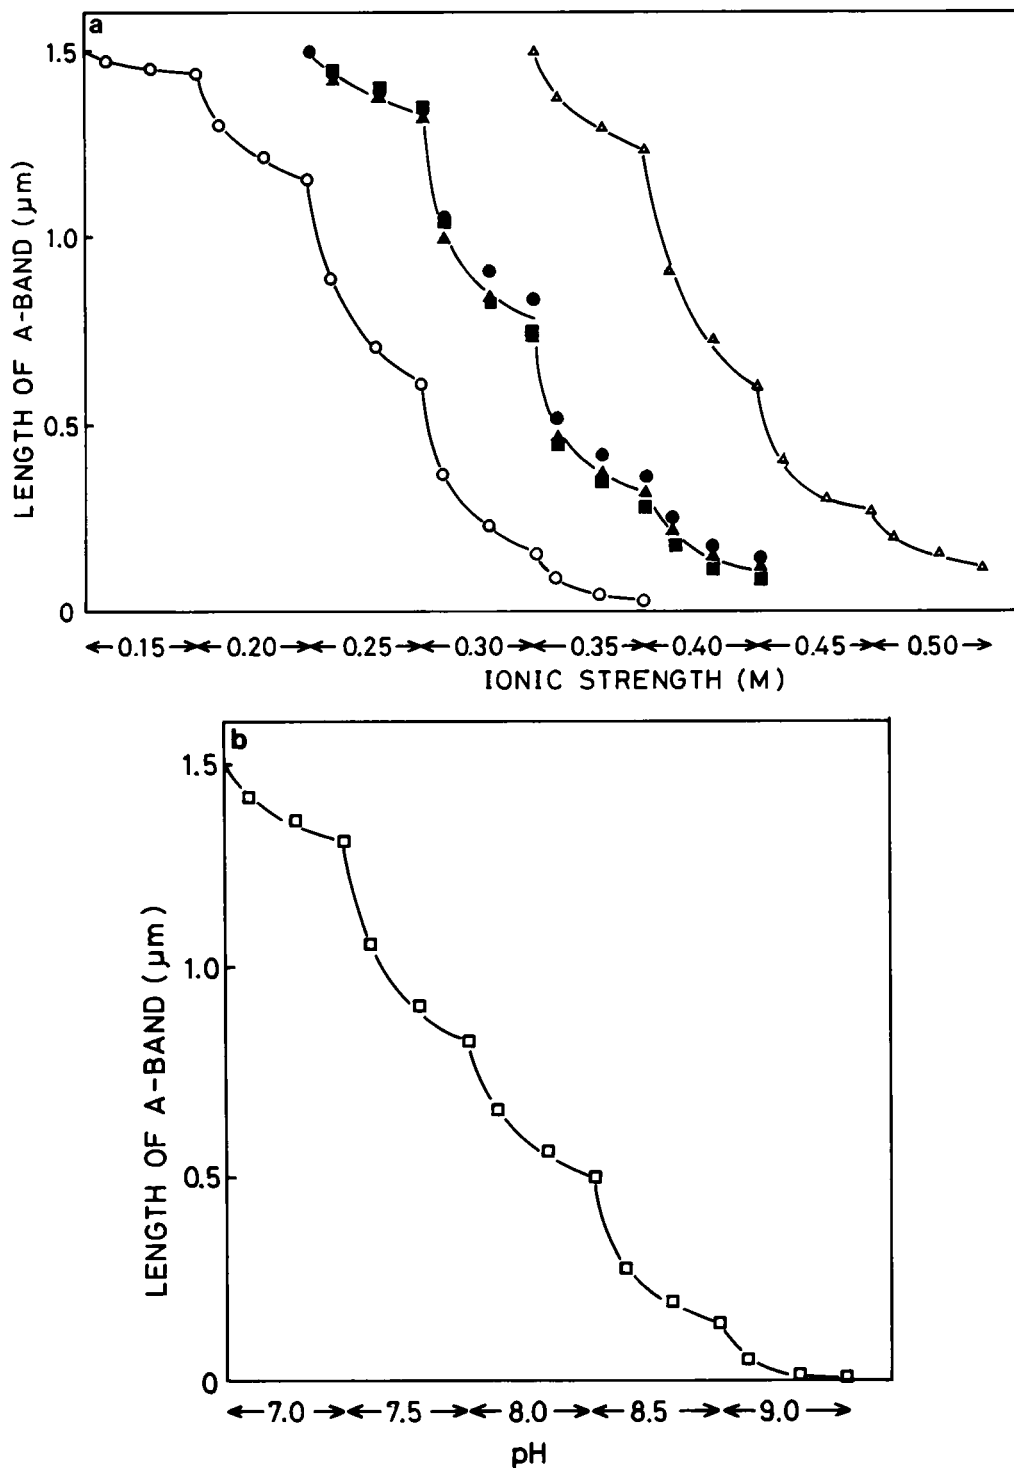 a
1.5
1.0
0.5
0
LENGTH OF A-BAND (µm)
0.15 0.20 0.25 0.30 0.35 0.40 0.45 0.50
IONIC STRENGTH (M)
b
1.5
1.0
0.5
0
LENGTH OF A-BAND (µm)
7.0 7.5 8.0 8.5 9.0
pH